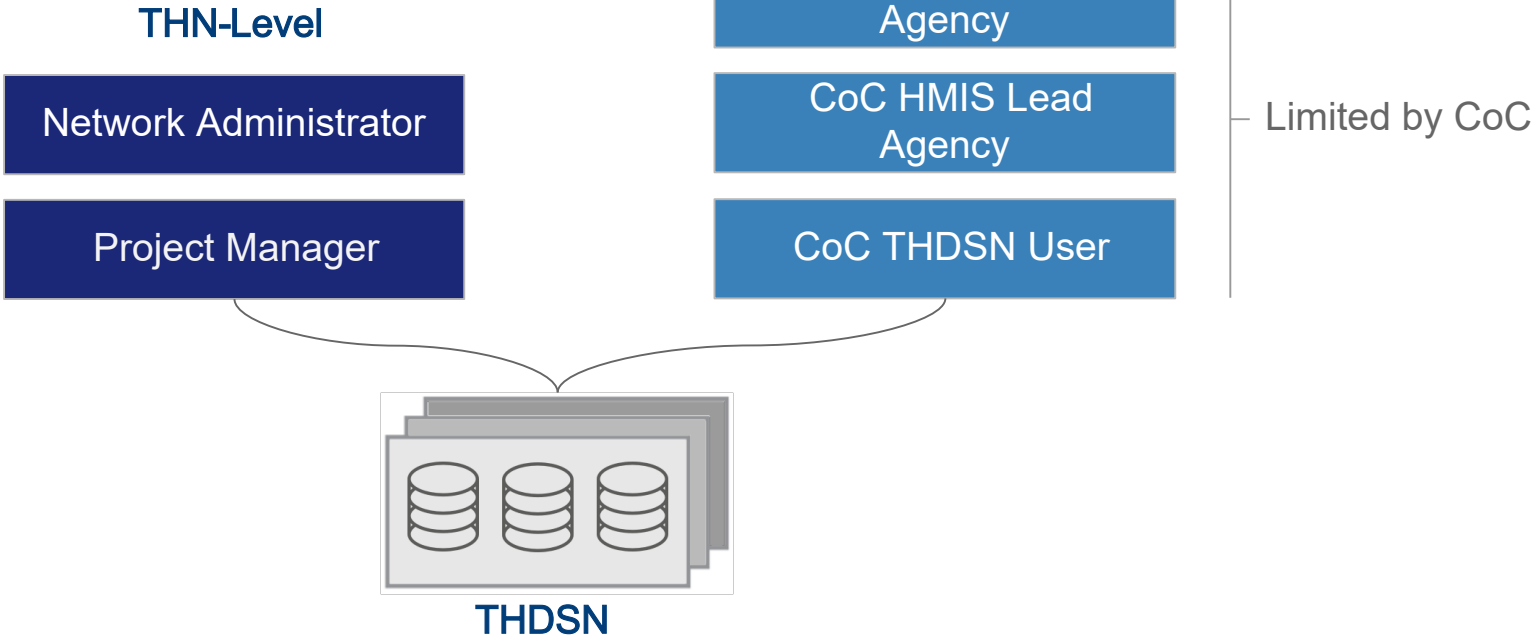 THN-Level
Network Administrator
Project Manager
Agency
CoC HMIS Lead
Agency
CoC THDSN User
Limited by CoC
THDSN